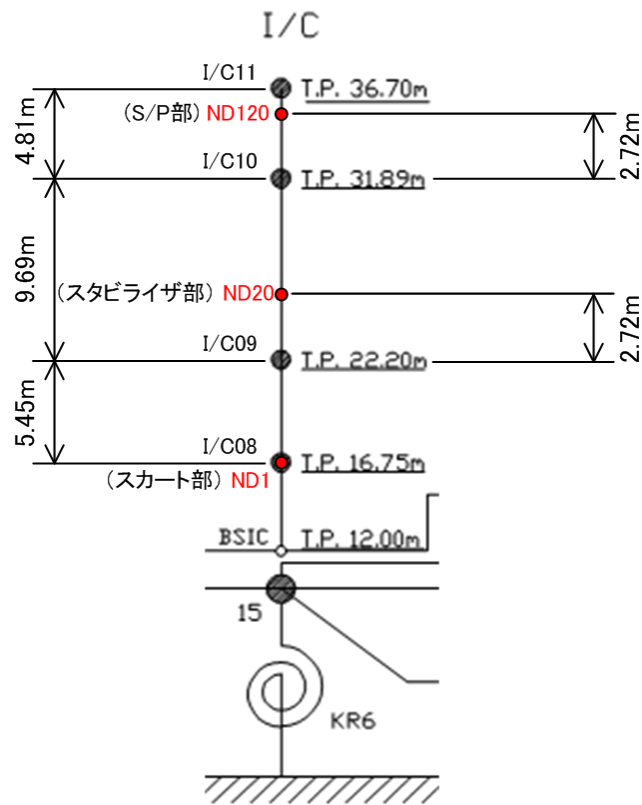 I/C
I/C11
T.P. 36.70m
(S/P部) ND120
4.81m
2.72m
I/C10
T.P. 31.89m
9.69m
(スタビライザ部) ND20
2.72m
I/C09
T.P. 22.20m
5.45m
I/C08
T.P. 16.75m
(スカート部) ND1
BSIC
T.P. 12.00m
15
KR6